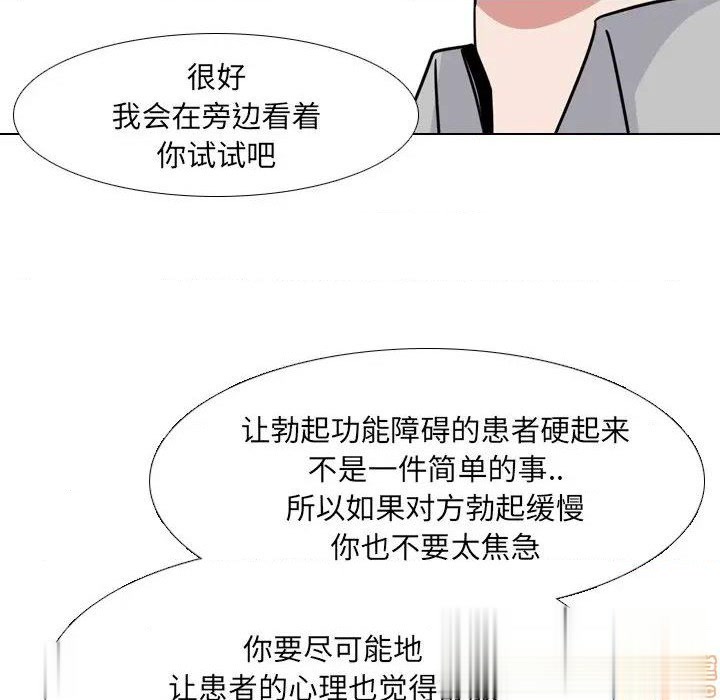 很好
我会在旁边看着
你试试吧
让勃起功能障碍的患者硬起来
不是一件简单的事..
所以如果对方勃起缓慢
你也不要太焦急
你要尽可能地
让患者的心理也觉得